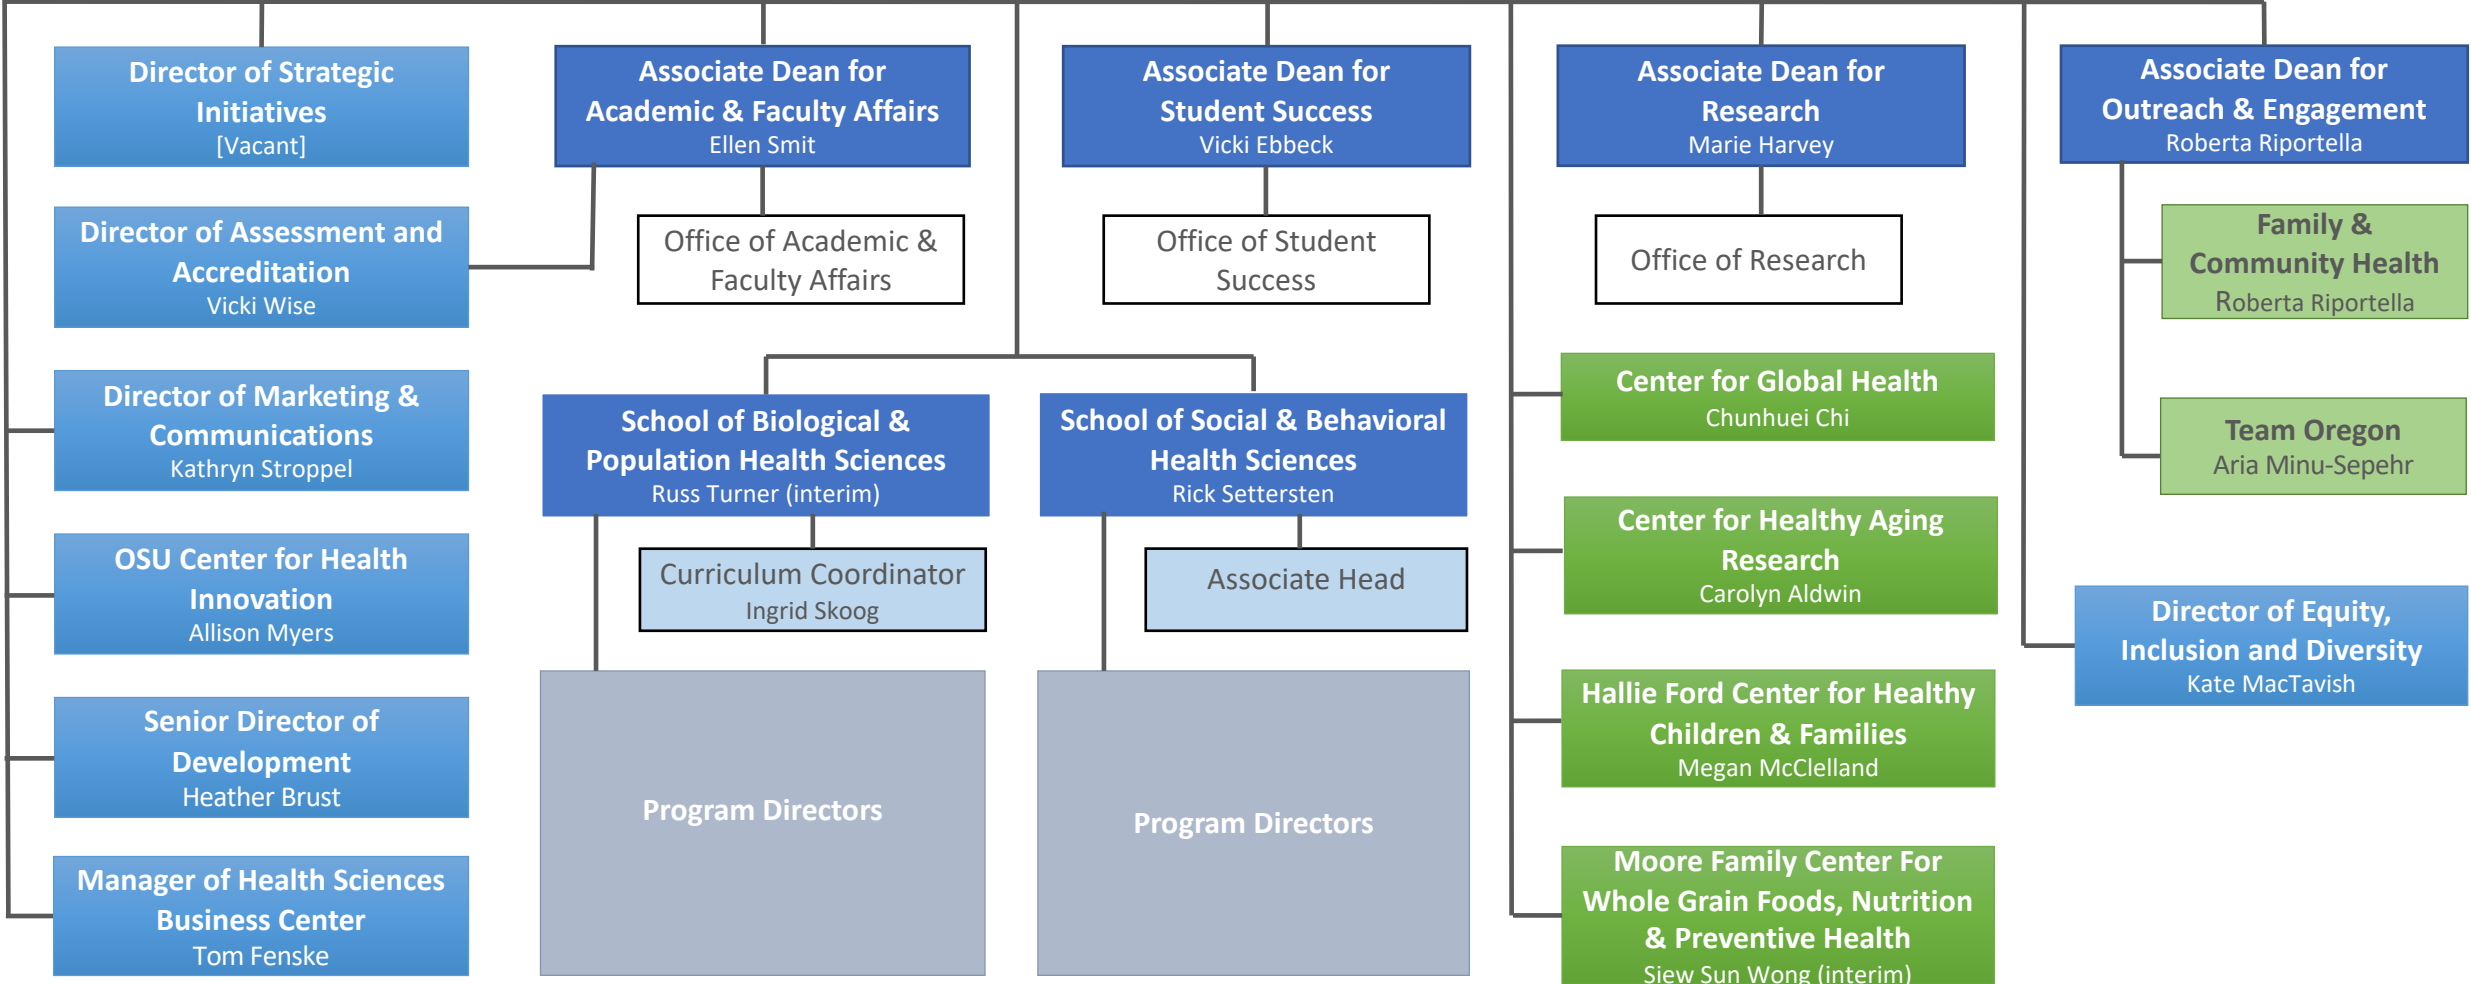 Director of Strategic
Initiatives
[Vacant]
Director of Assessment and
Accreditation
Vicki Wise
Director of Marketing &
Communications
Kathryn Stroppel
OSU Center for Health
Innovation
Allison Myers
Senior Director of
Development
Heather Brust
Manager of Health Sciences
Business Center
Tom Fenske
Associate Dean for
Academic & Faculty Affairs
Ellen Smit
Office of Academic &
Faculty Affairs
Associate Dean for
Student Success
Vicki Ebbeck
Office of Student
Success
School of Biological &
Population Health Sciences
Russ Turner (interim)
Curriculum Coordinator
Ingrid Skoog
Program Directors
School of Social & Behavioral
Health Sciences
Rick Settersten
Associate Head
Program Directors
Associate Dean for
Research
Marie Harvey
Office of Research
Center for Global Health
Chunhuei Chi
Center for Healthy Aging
Research
Carolyn Aldwin
Hallie Ford Center for Healthy
Children & Families
Megan McClelland
Moore Family Center For
Whole Grain Foods, Nutrition
& Preventive Health
Siew Sun Wong (interim)
Associate Dean for
Outreach & Engagement
Roberta Riportella
Family &
Community Health
Roberta Riportella
Team Oregon
Aria Minu-Sepehr
Director of Equity,
Inclusion and Diversity
Kate MacTavish